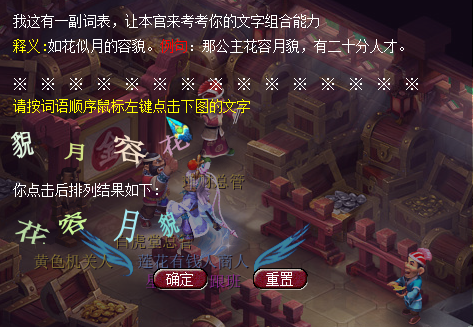 我这有一副词表，让本官来考考你的文字组合能力
释义:如花似月的容貌。例句：那公主花容月貌，有二十分人才。
※ ※ ※ ※ ※ ※ ※ ※ ※ ※ ※ ※ ※ ※ ※
请按词语顺序鼠标左键点击下图的文字
貌 月 容 花
你点击后排列结果如下：
花 容 月 貌
白虎堂总管
黄色机关人 莲花有钱人商人
确定 重置